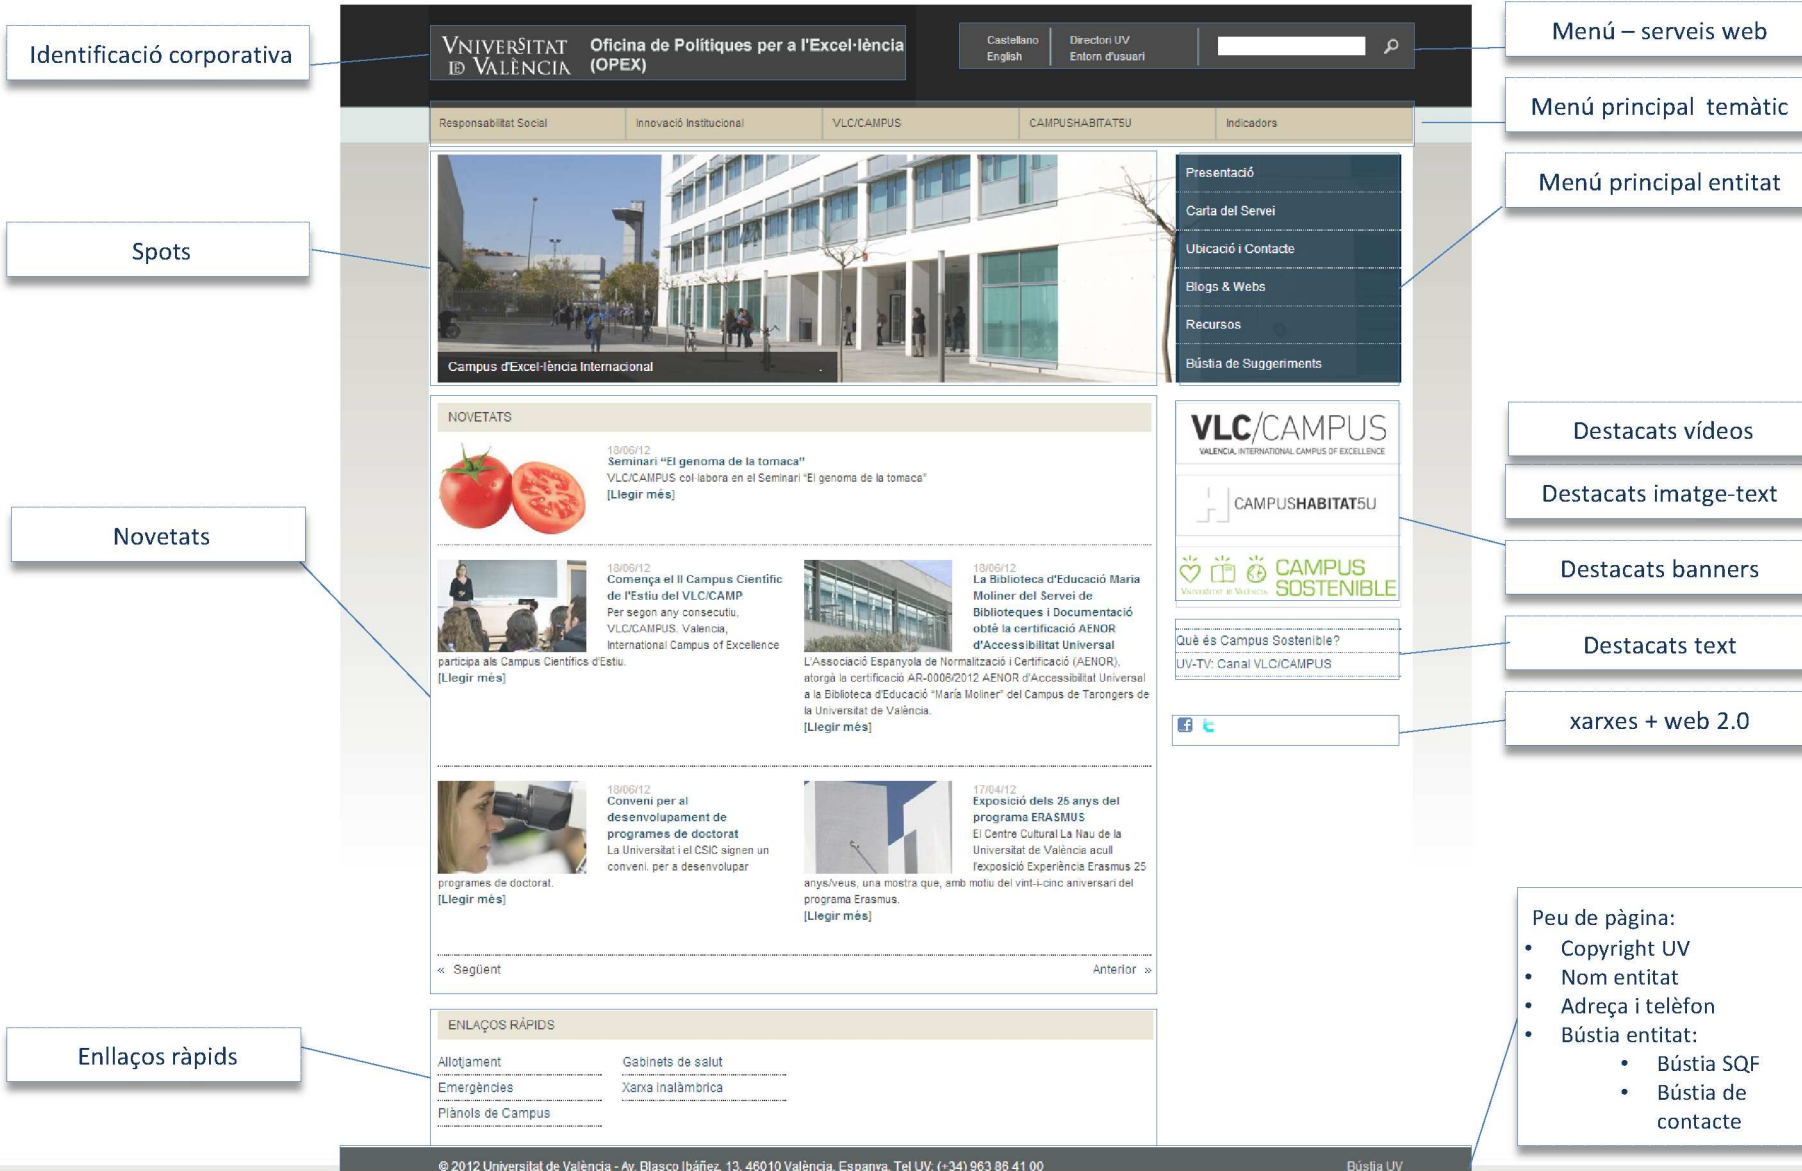 Identificació corporativa
Spots
Novetats
Enllaços ràpids
VNIVERSITAT
ID VALÈNCIA
Oficina de Polítiques per a l'Excel·lència
(OPEX)
Castellano
English
Directori UV
Entorn d'usuari
Responsabilitat Social
Innovació Institucional
VLC/CAMPUS
CAMPUSHABITAT5U
Indicadors
Campus d'Excel·lència Internacional
Presentació
Carta del Servei
Ubicació i Contacte
Blogs & Webs
Recursos
Bústia de Suggeriments
NOVETATS
18/06/12
Seminari “El genoma de la tomaca”
VLC/CAMPUS col·labora en el Seminari “El genoma de la tomaca”
[Llegir més]
18/06/12
Comença el II Campus Científic
de l'Estiu del VLC/CAMP
Per segon any consecutiu,
VLC/CAMPUS. Valencia,
International Campus of Excellence
participa als Campus Científics d'Estiu.
[Llegir més]
18/06/12
La Biblioteca d'Educació Maria
Moliner del Servei de
Biblioteques i Documentació
obté la certificació AENOR
d'Accessibilitat Universal
L'Associació Espanyola de Normalització i Certificació (AENOR),
atorgà la certificació AR-0006/2012 AENOR d'Accessibilitat Universal
a la Biblioteca d'Educació “María Moliner” del Campus de Tarongers de
la Universitat de València.
[Llegir més]
18/06/12
Conveni per al
desenvolupament de
programes de doctorat
La Universitat i el CSIC signen un
conveni. per a desenvolupar
programes de doctorat.
[Llegir més]
17/04/12
Exposició dels 25 anys del
programa ERASMUS
El Centre Cultural La Nau de la
Universitat de València acull
l'exposició Experiència Erasmus 25
anys/veus, una mostra que, amb motiu del vint-i-cinc aniversari del
programa Erasmus.
[Llegir més]
« Següent
Anterior »
VLC/CAMPUS
VALENCIA, INTERNATIONAL CAMPUS OF EXCELLENCE
CAMPUSHABITAT5U
CAMPUS
SOSTENIBLE
Vniversitat de València
Què és Campus Sostenible?
UV-TV: Canal VLC/CAMPUS
ENLAÇOS RÀPIDS
Allotjament
Emergències
Plànols de Campus
Gabinets de salut
Xarxa inalàmbrica
© 2012 Universitat de València - Av. Blasco Ibáñez, 13. 46010 València. Espanya. Tel UV: (+34) 963 86 41 00
Bústia UV
Menú – serveis web
Menú principal temàtic
Menú principal entitat
Destacats vídeos
Destacats imatge-text
Destacats banners
Destacats text
xarxes + web 2.0
Peu de pàgina:
• Copyright UV
• Nom entitat
• Adreça i telèfon
• Bústia entitat:
• Bústia SQF
• Bústia de
contacte